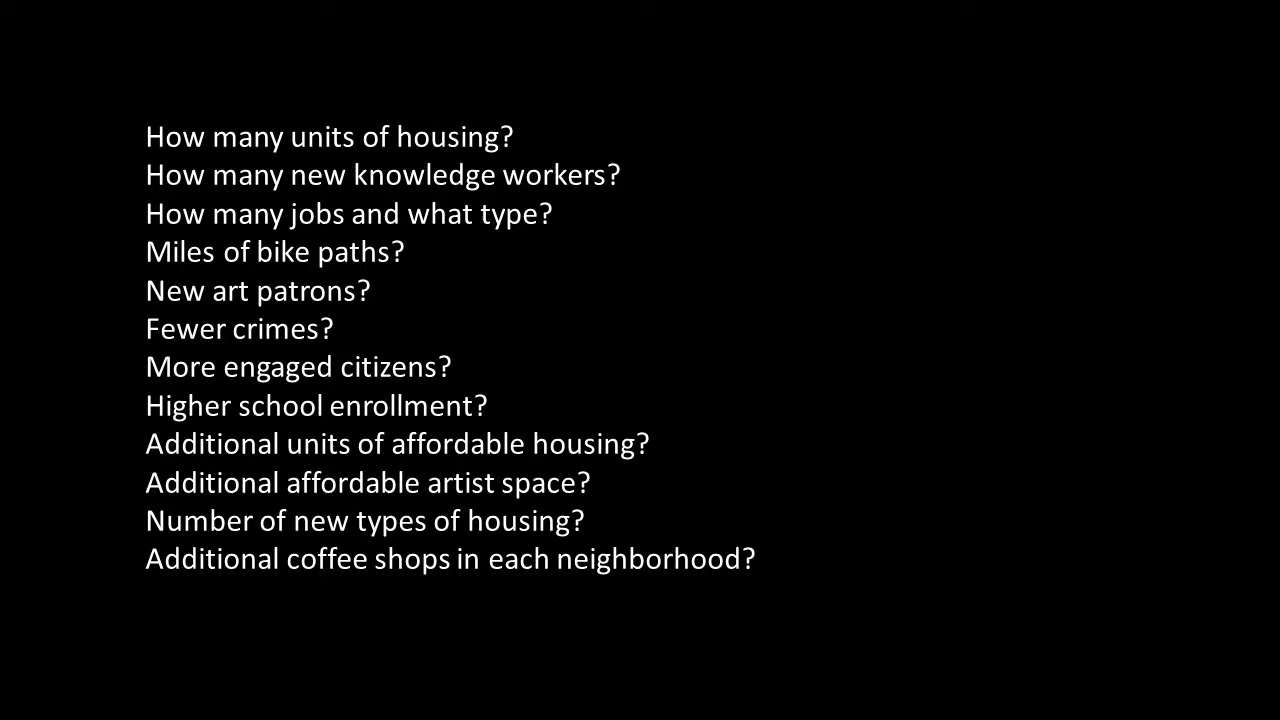 How many units of housing?
How many new knowledge workers?
How many jobs and what type?
Miles of bike paths?
New art patrons?
Fewer crimes?
More engaged citizens?
Higher school enrollment?
Additional units of affordable housing?
Additional affordable artist space?
Number of new types of housing?
Additional coffee shops in each neighborhood?